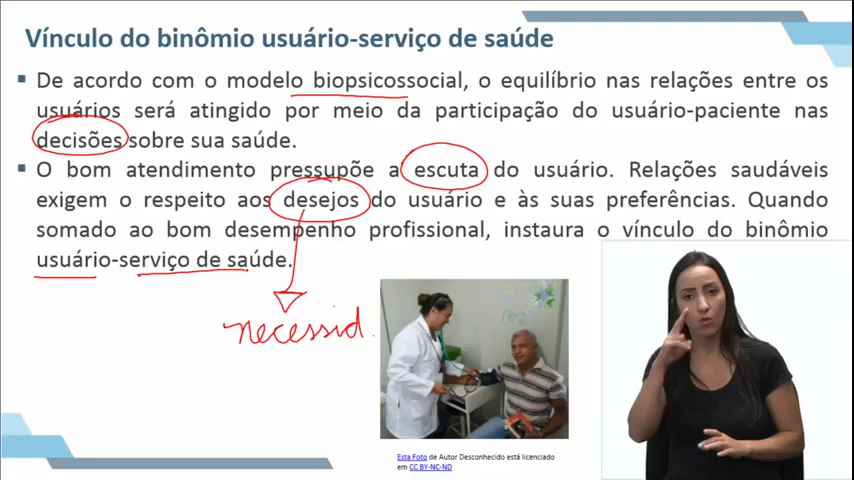 Vínculo do binômio usuário-serviço de saúde
De acordo com o modelo biopsicossocial, o equilíbrio nas relações entre os
usuários será atingido por meio da participação do usuário-paciente nas
decisões sobre sua saúde.
O bom atendimento pressupõe a escuta do usuário. Relações saudáveis
exigem o respeito aos desejos do usuário e às suas preferências. Quando
somado ao bom desempenho profissional, instaura o vínculo do binômio
usuário-serviço de saúde.
necessid.
Esta Foto de Autor Desconhecido está licenciado
em CC BY-NC-ND